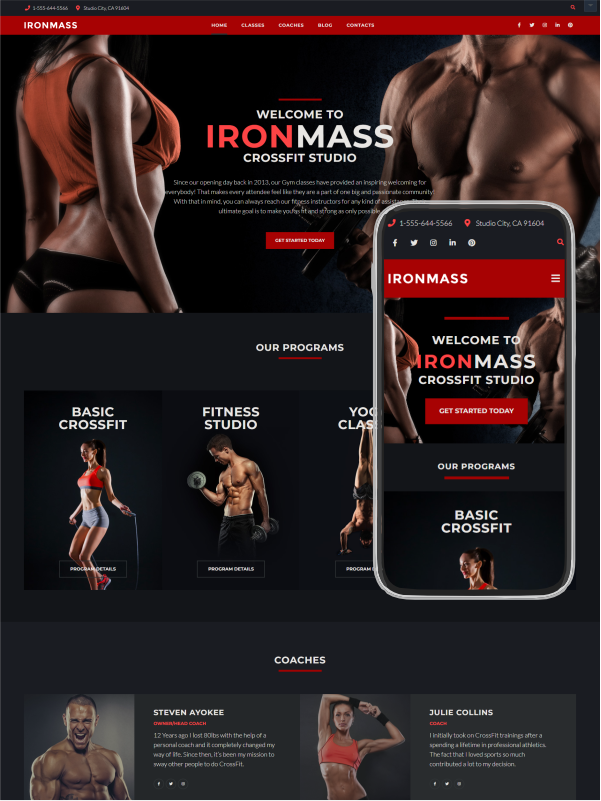 1-555-644-5566 Studio City, CA 91604
IRONMASS HOME CLASSES COACHES BLOG CONTACTS
WELCOME TO
IRONMASS
CROSSFIT STUDIO
Since our opening day back in 2013, our Gym classes have provided an inspiring welcoming for
everybody! That makes every attendee feel like they are a part of one big and passionate community
With that in mind, you can always reach our fitness instructors for any kind of
ultimate goal is to make you as fit and strong as only possible
GET STARTED TODAY
OUR PROGRAMS
BASIC
CROSSFIT
PROGRAM DETAILS
FITNESS
STUDIO
PROGRAM DETAILS
YOG
CLAS
PROGRAM
COACHES
STEVEN AYOKEE
OWNER/HEAD COACH
12 Years ago I lost 80lbs with the help of a
personal coach and it completely changed my
way of life. Since then, it's been my mission to
sway other people to do CrossFit.
JULIE COLLINS
COACH
I initially took on CrossFit trainings after a
spending a lifetime in professional athletics.
The fact that I loved sports so much
contributed a lot to my decision.
1-555-644-5566 Studio City, CA 91604
IRONMASS
WELCOME TO
IRONMASS
CROSSFIT STUDIO
GET STARTED TODAY
OUR PROGRAMS
BASIC
CROSSFIT